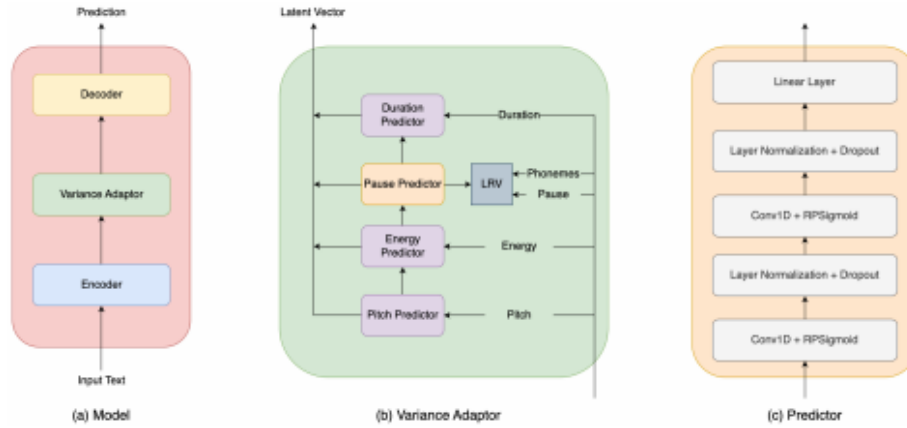 Prediction
Decoder
Variance Adaptor
Encoder
Input Text
(a) Model
Latent Vector
Duration
Predictor
Duration
Pause Predictor
LRV
Phonemes
Pause
Energy
Predictor
Energy
Pitch Predictor
Pitch
(b) Variance Adaptor
Linear Layer
Layer Normalization + Dropout
Conv1D + RPSigmoid
Layer Normalization + Dropout
Conv1D + RPSigmoid
(c) Predictor